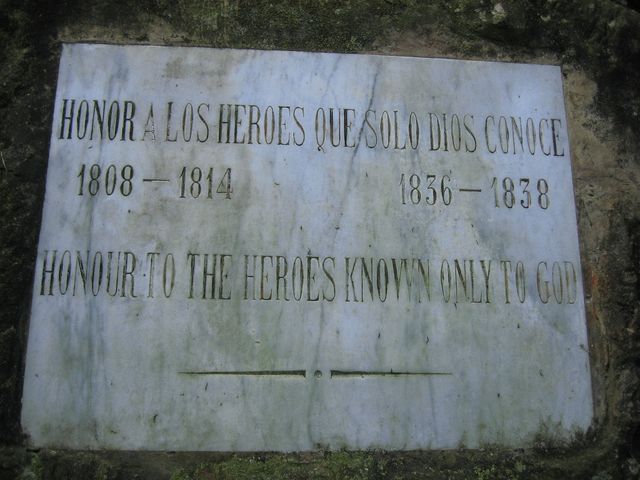 HONOR A LOS HEROES QUE SOLO DIOS CONOCE
1808 — 1814 1836 — 1838
HONOUR TO THE HEROES KNOWN ONLY TO GOD